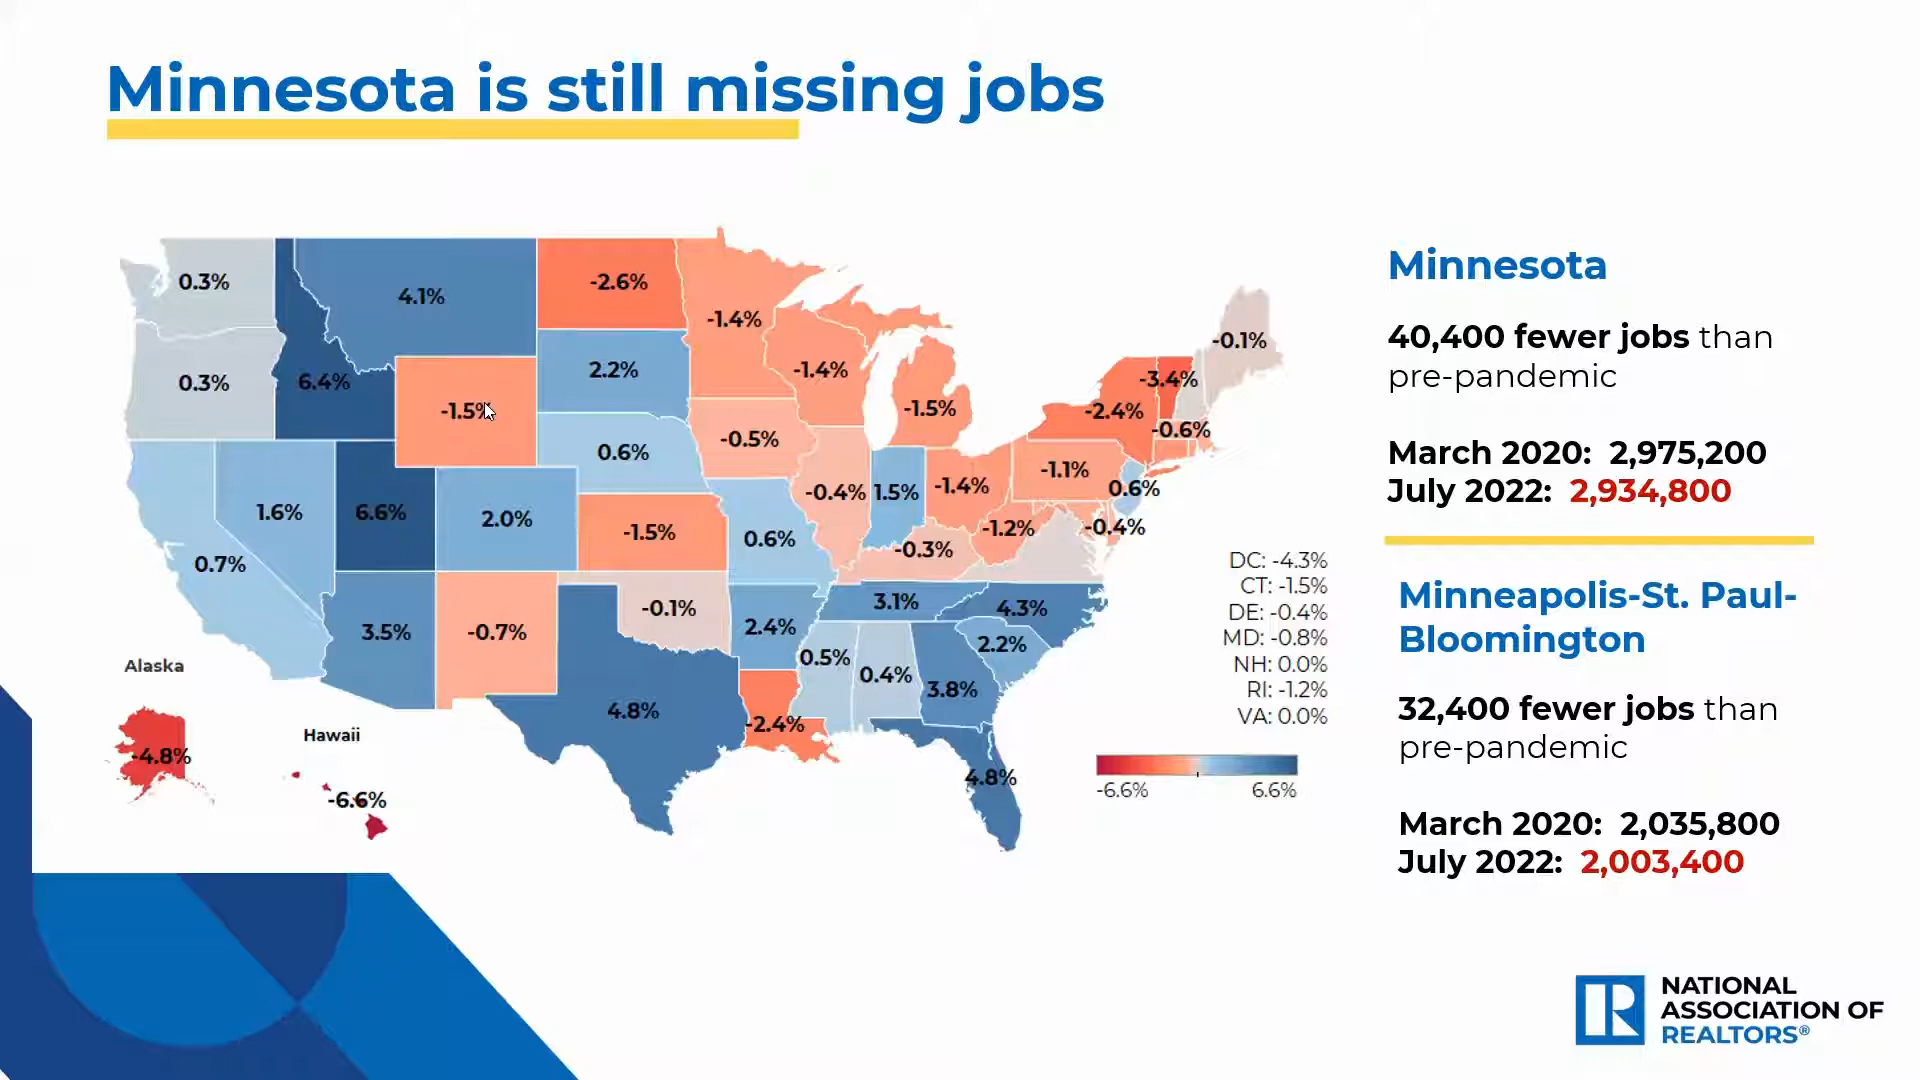 Minnesota is still missing jobs
0.3%
4.1%
-2.6%
-1.4%
-0.1%
0.3%
6.4%
-1.5%
2.2%
-1.4%
-1.5%
-3.4%
-2.4%
-0.6%
0.6%
-0.5%
-0.4%
1.5%
-1.4%
-1.1%
0.6%
1.6%
6.6%
2.0%
-1.5%
0.6%
-0.3%
-1.2%
-0.4%
0.7%
3.5%
-0.7%
-0.1%
2.4%
3.1%
4.3%
2.2%
0.5%
0.4%
3.8%
4.8%
-2.4%
4.8%
Alaska
-4.8%
Hawaii
-6.6%
DC: -4.3%
CT: -1.5%
DE: -0.4%
MD: -0.8%
NH: 0.0%
RI: -1.2%
VA: 0.0%
-6.6%
6.6%
Minnesota
40,400 fewer jobs than
pre-pandemic
March 2020: 2,975,200
July 2022: 2,934,800
Minneapolis-St. Paul-
Bloomington
32,400 fewer jobs than
pre-pandemic
March 2020: 2,035,800
July 2022: 2,003,400
NATIONAL
ASSOCIATION OF
REALTORS®